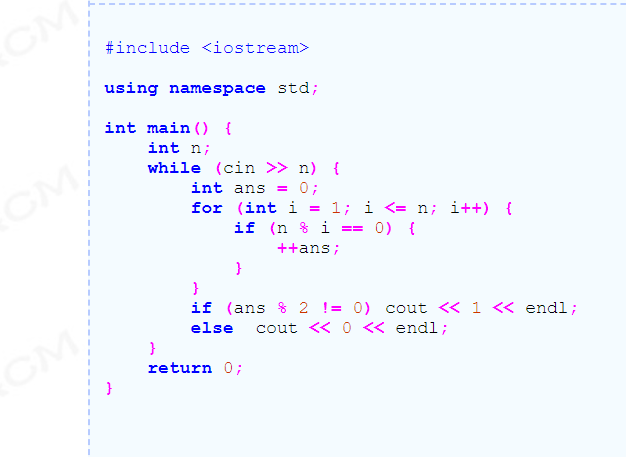 #include <iostream>
using namespace std;
int main() {
    int n;
    while (cin >> n) {
        int ans = 0;
        for (int i = 1; i <= n; i++) {
            if (n % i == 0) {
                ++ans;
            }
        }
        if (ans % 2 != 0) cout << 1 << endl;
        else  cout << 0 << endl;
    }
    return 0;
}